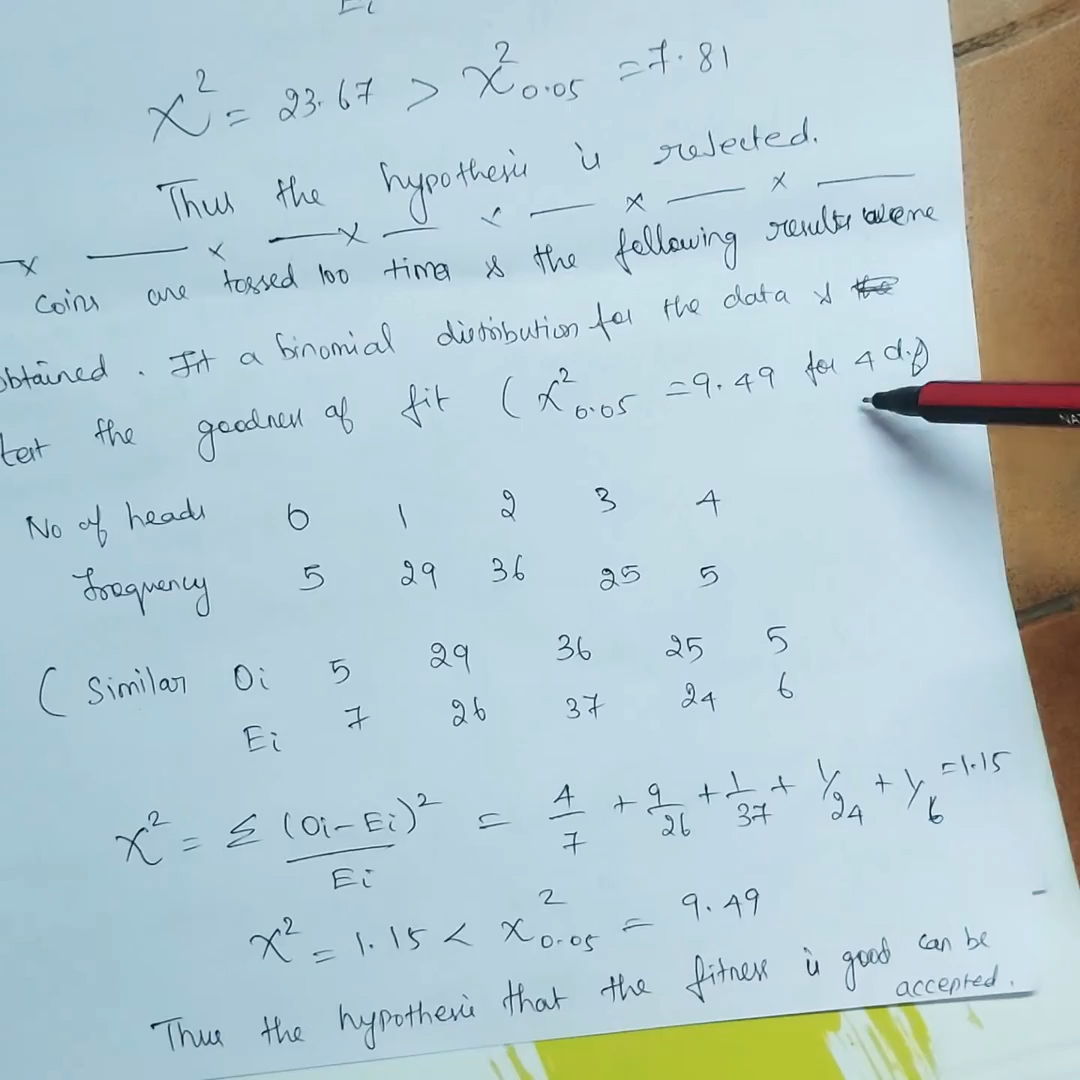 Ei
χ² = 23.67 > χ²0.05 = 7.81
Thus the hypothesis is rejected.
x — x — x — x — x —
Coins are tossed 100 times & the following results were
obtained. Fit a binomial distribution for the data & the
test the goodness of fit (χ²0.05 = 9.49 for 4 d.f)
No of heads 0 1 2 3 4
Frequency 5 29 36 25 5
( Similar Oi 5 29 36 25 5
Ei 7 26 37 24 6
χ² = Σ (Oi-Ei)²/Ei = 4/7 + 9/26 + 1/37 + 1/24 + 1/6 = 1.15
χ² = 1.15 < χ²0.05 = 9.49
Thus the hypothesis that the fitness is good can be
accepted.